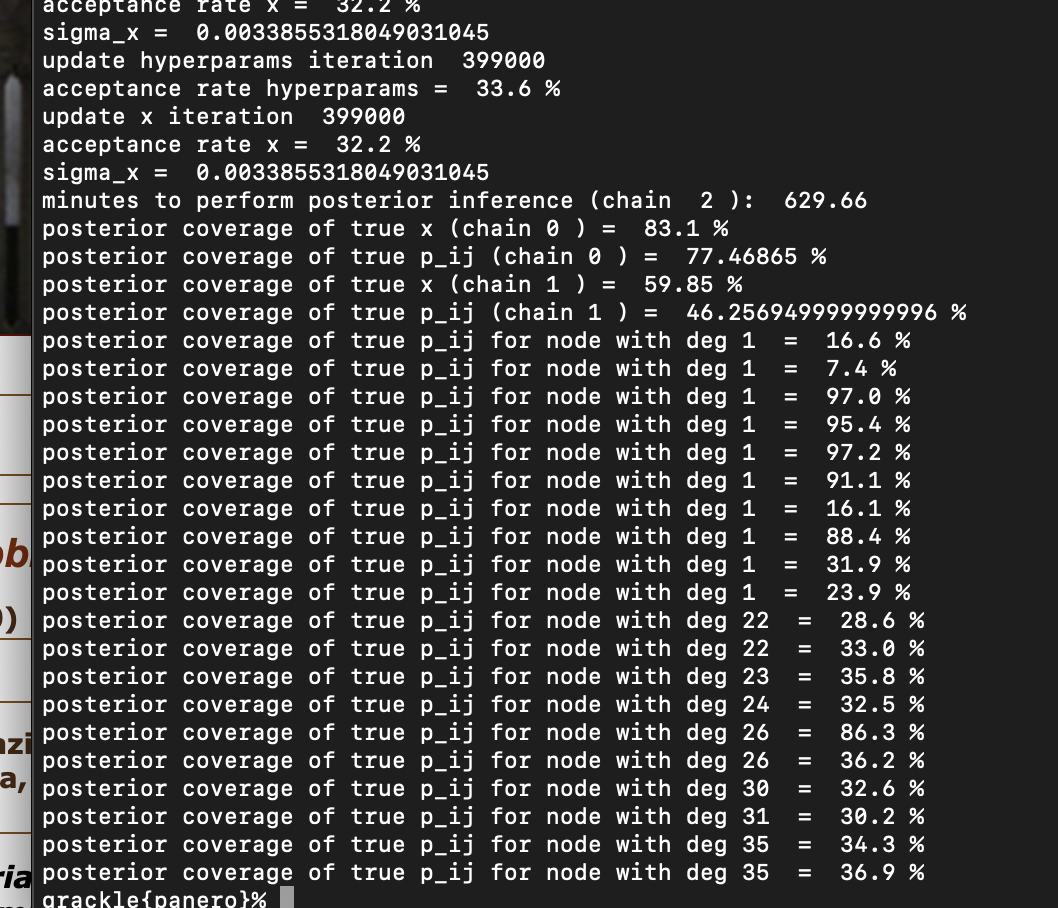 acceptance rate x =  32.2 %
sigma_x =  0.0033855318049031045
update hyperparams iteration  399000
acceptance rate hyperparams =  33.6 %
update x iteration  399000
acceptance rate x =  32.2 %
sigma_x =  0.0033855318049031045
minutes to perform posterior inference (chain  2 ):  629.66
posterior coverage of true x (chain 0 ) =  83.1 %
posterior coverage of true p_ij (chain 0 ) =  77.46865 %
posterior coverage of true x (chain 1 ) =  59.85 %
posterior coverage of true p_ij (chain 1 ) =  46.256949999999996 %
posterior coverage of true p_ij for node with deg 1  =  16.6 %
posterior coverage of true p_ij for node with deg 1  =  7.4 %
posterior coverage of true p_ij for node with deg 1  =  97.0 %
posterior coverage of true p_ij for node with deg 1  =  95.4 %
posterior coverage of true p_ij for node with deg 1  =  97.2 %
posterior coverage of true p_ij for node with deg 1  =  91.1 %
posterior coverage of true p_ij for node with deg 1  =  16.1 %
posterior coverage of true p_ij for node with deg 1  =  88.4 %
posterior coverage of true p_ij for node with deg 1  =  31.9 %
posterior coverage of true p_ij for node with deg 1  =  23.9 %
posterior coverage of true p_ij for node with deg 22  =  28.6 %
posterior coverage of true p_ij for node with deg 22  =  33.0 %
posterior coverage of true p_ij for node with deg 23  =  35.8 %
posterior coverage of true p_ij for node with deg 24  =  32.5 %
posterior coverage of true p_ij for node with deg 26  =  86.3 %
posterior coverage of true p_ij for node with deg 26  =  36.2 %
posterior coverage of true p_ij for node with deg 30  =  32.6 %
posterior coverage of true p_ij for node with deg 31  =  30.2 %
posterior coverage of true p_ij for node with deg 35  =  34.3 %
posterior coverage of true p_ij for node with deg 35  =  36.9 %
grackle{panero}%